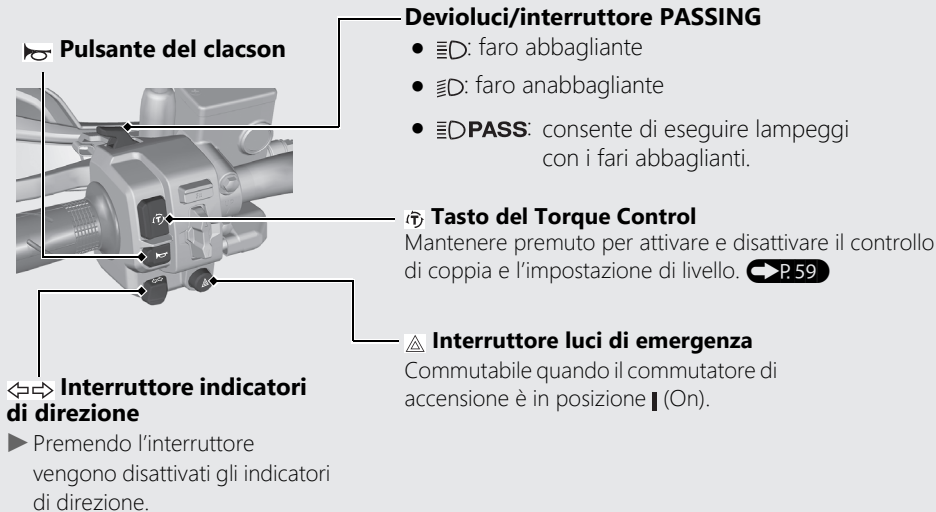 Pulsante del clacson
Devioluci/interruttore PASSING
• : faro abbagliante
• : faro anabbagliante
• PASS: consente di eseguire lampeggi
con i fari abbaglianti.
Tasto del Torque Control
Mantenere premuto per attivare e disattivare il controllo
di coppia e l’impostazione di livello. P. 59
Interruttore luci di emergenza
Commutabile quando il commutatore di
accensione è in posizione I (On).
Interruttore indicatori
di direzione
▶ Premendo l’interruttore
vengono disattivati gli indicatori
di direzione.